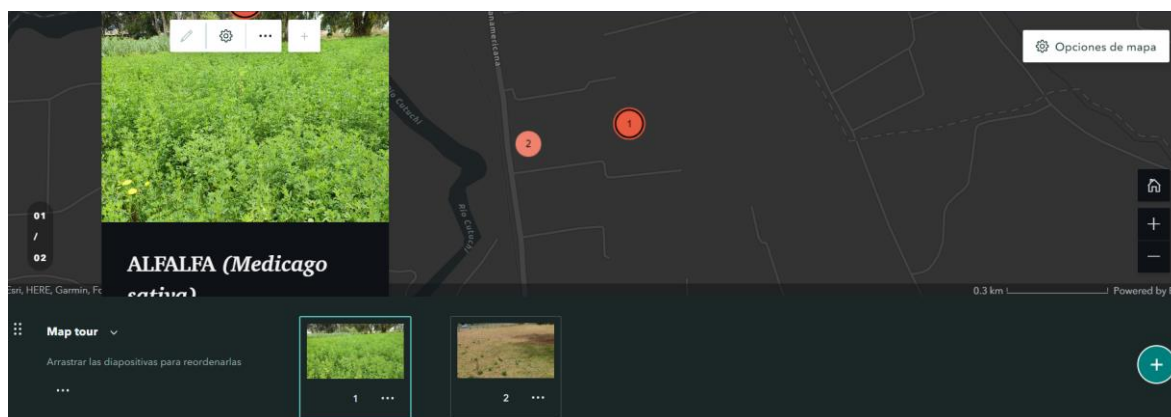 Panamericana
Opciones de mapa
Río Cutuchi
1
2
Río Cutuchi
01
/
02
ALFALFA (Medicago
sativa)
Esri, HERE, Garmin,
0.3 km
Powered by
Map tour
Arrastrar las diapositivas para reordenarlas
1
2